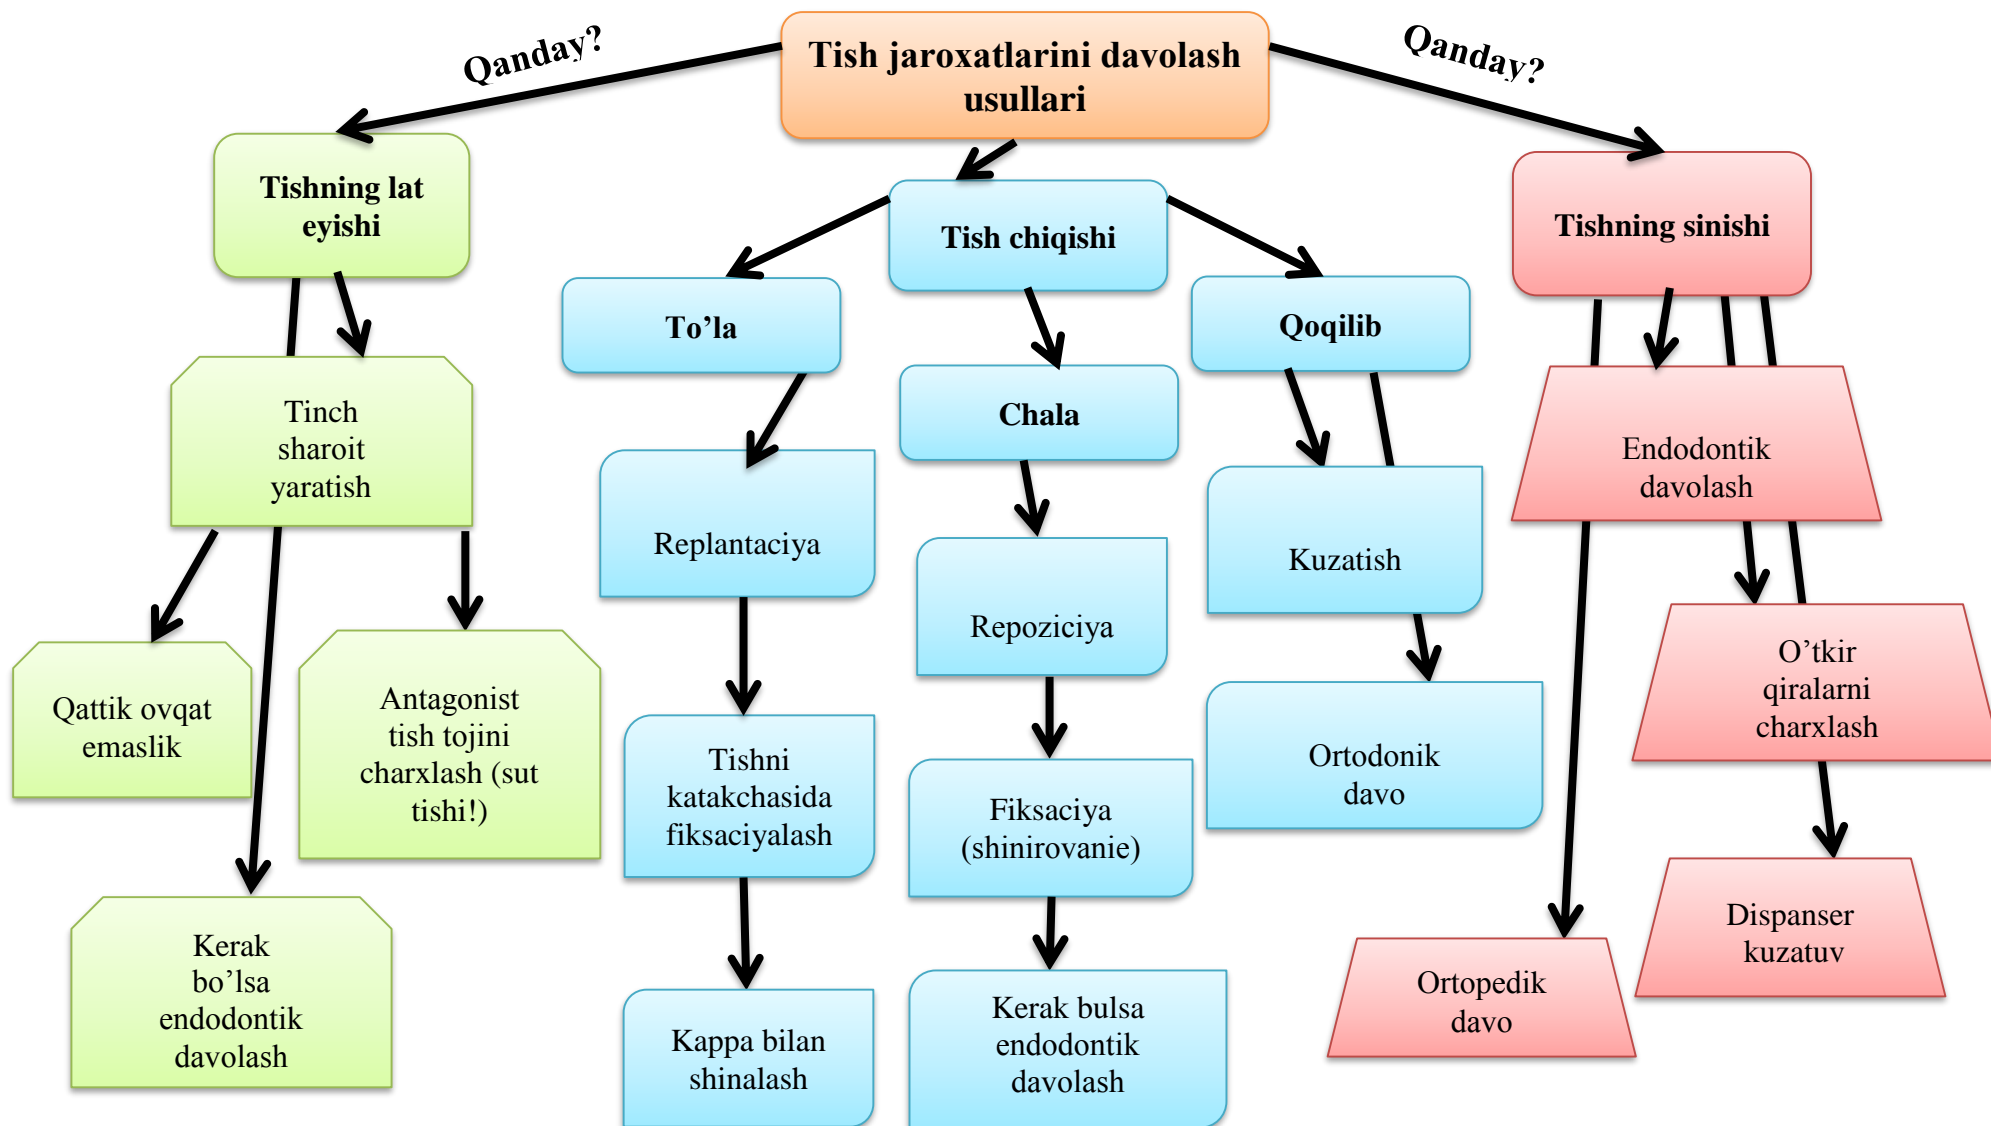 Qanday?
Tish jaroxatlarini davolash
usullari
Qanday?
Tishning lat
eyishi
Tish chiqishi
Tishning sinishi
To’la
Qoqilib
Chala
Tinch
sharoit
yaratish
Endodontik
davolash
Replantaciya
Kuzatish
Repoziciya
Qattik ovqat
emaslik
Antagonist
tish tojini
charxlash (sut
tishi!)
O’tkir
qiralarni
charxlash
Tishni
katakchasida
fiksaciyalash
Ortodonik
davo
Fiksaciya
(shinirovanie)
Kerak
bo’lsa
endodontik
davolash
Dispanser
kuzatuv
Ortopedik
davo
Kappa bilan
shinalash
Kerak bulsa
endodontik
davolash